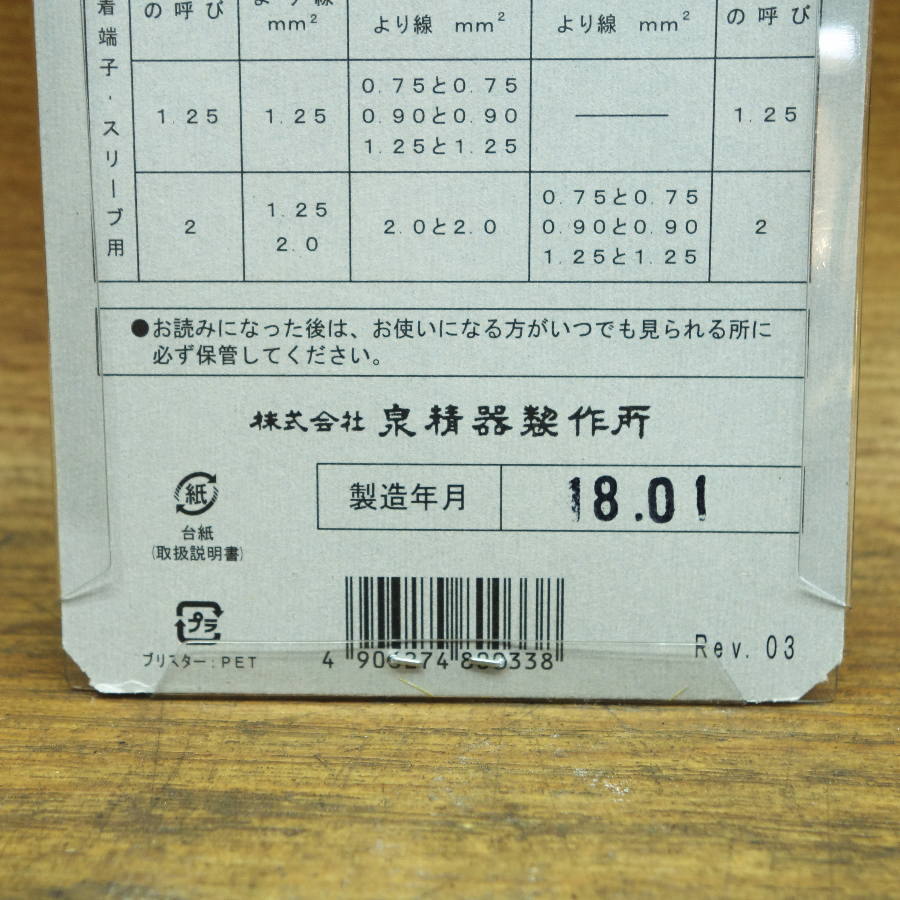 着端子・スリーブ用
の呼び
より線
mm²
より線 mm²
より線 mm²
の呼び
1.25
1.25
0.75と0.75
0.90と0.90
1.25と1.25
1.25
2
1.25
2.0
2.0と2.0
0.75と0.75
0.90と0.90
1.25と1.25
2
●お読みになった後は、お使いになる方がいつでも見られる所に
必ず保管してください。
株式会社 泉精器製作所
製造年月 18.01
紙
台紙
(取扱説明書)
プラ
ブリスター:PET
4 906274 800338
Rev. 03